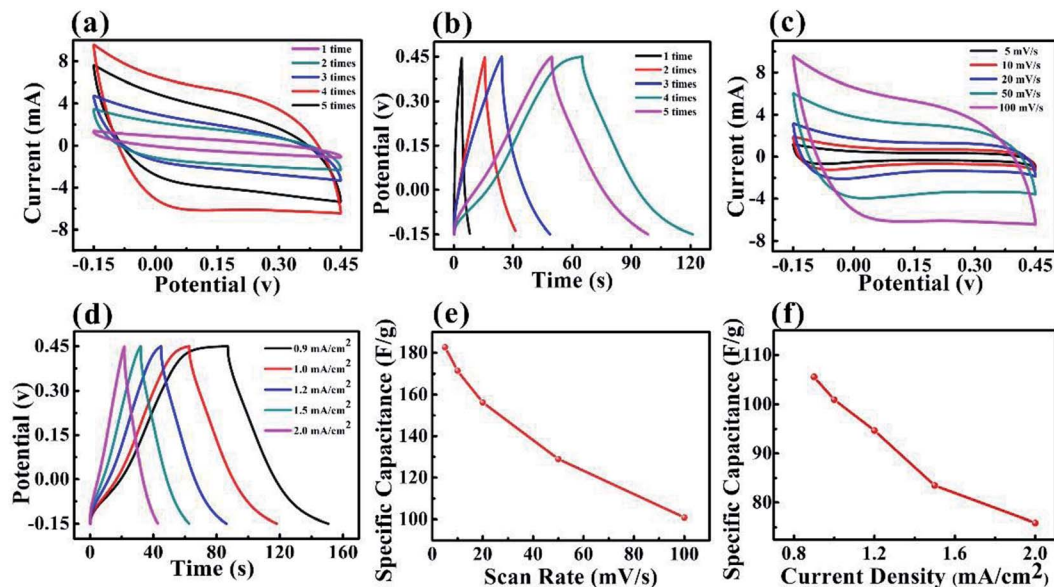 (a)
1 time
2 times
3 times
4 times
5 times
8
4
0
-4
-8
Current (mA)
-0.15 0.00 0.15 0.30 0.45
Potential (v)
(b)
1 time
2 times
3 times
4 times
5 times
0.45
0.30
0.15
0.00
-0.15
Potential (v)
0 30 60 90 120
Time (s)
(c)
5 mV/s
10 mV/s
20 mV/s
50 mV/s
100 mV/s
8
4
0
-4
-8
Current (mA)
-0.15 0.00 0.15 0.30 0.45
Potential (v)
(d)
0.9 mA/cm²
1.0 mA/cm²
1.2 mA/cm²
1.5 mA/cm²
2.0 mA/cm²
0.45
0.30
0.15
0.00
-0.15
Potential (v)
0 40 80 120 160
Time (s)
(e)
180
160
140
120
100
Specific Capacitance (F/g)
0 20 40 60 80 100
Scan Rate (mV/s)
(f)
110
100
90
80
Specific Capacitance (F/g)
0.8 1.2 1.6 2.0
Current Density (mA/cm²)